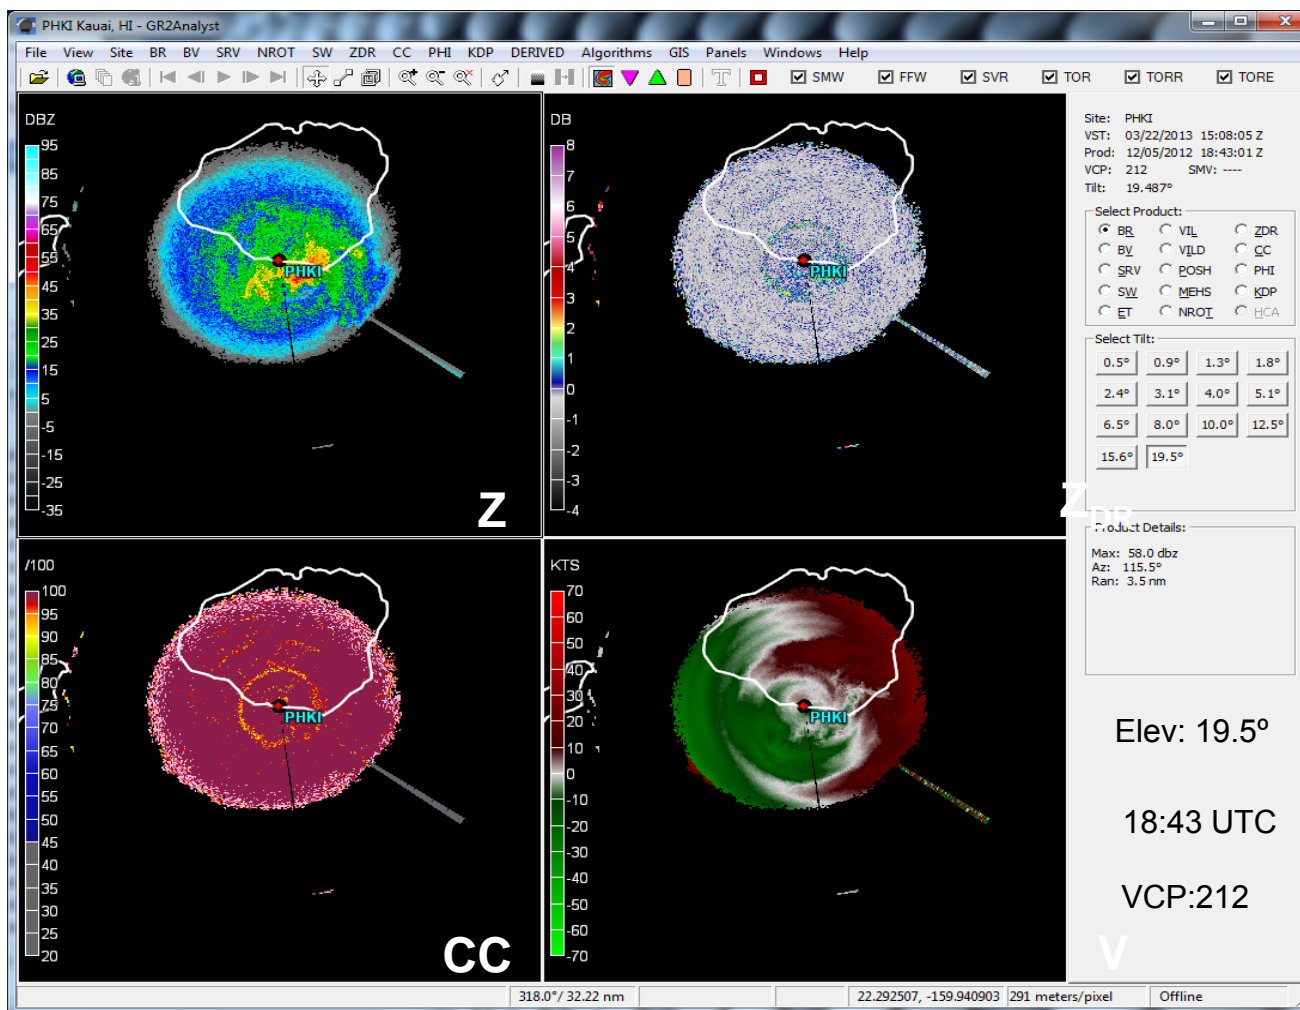 PHKI Kauai, HI - GR2Analyst
File View Site BR BV SRV NROT SW ZDR CC PHI KDP DERIVED Algorithms GIS Panels Windows Help
SMW FFW SVR TOR TORR TORE
DBZ
95
85
75
65
55
45
35
25
15
5
-5
-15
-25
-35
PHKI
Z
DB
8
7
6
5
4
3
2
1
0
-1
-2
-3
-4
PHKI
ZDR
/100
100
95
90
85
80
75
70
65
60
55
50
45
40
35
30
25
20
PHKI
CC
KTS
70
60
50
40
30
20
10
0
-10
-20
-30
-40
-50
-60
-70
PHKI
V
Site: PHKI
VST: 03/22/2013 15:08:05 Z
Prod: 12/05/2012 18:43:01 Z
VCP: 212 SMV: ----
Tilt: 19.487°
Select Product:
BR VIL ZDR
BV VILD CC
SRV POSH PHI
SW MEHS KDP
ET NROT HCA
Select Tilt:
0.5° 0.9° 1.3° 1.8°
2.4° 3.1° 4.0° 5.1°
6.5° 8.0° 10.0° 12.5°
15.6° 19.5°
Product Details:
Max: 58.0 dbz
Az: 115.5°
Ran: 3.5 nm
Elev: 19.5º
18:43 UTC
VCP:212
318.0°/ 32.22 nm 22.292507, -159.940903 291 meters/pixel Offline